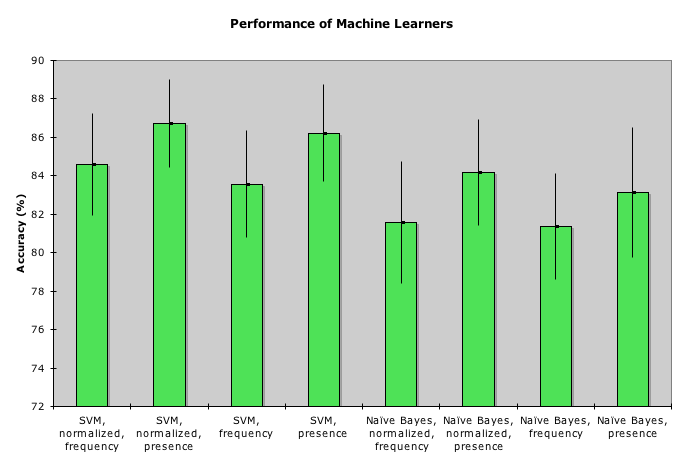 Performance of Machine Learners
90
88
86
84
82
80
78
76
74
72
Accuracy (%)
SVM,
normalized,
frequency
SVM,
normalized,
presence
SVM,
frequency
SVM,
presence
Naïve Bayes,
normalized,
frequency
Naïve Bayes,
normalized,
presence
Naïve Bayes,
frequency
Naïve Bayes,
presence